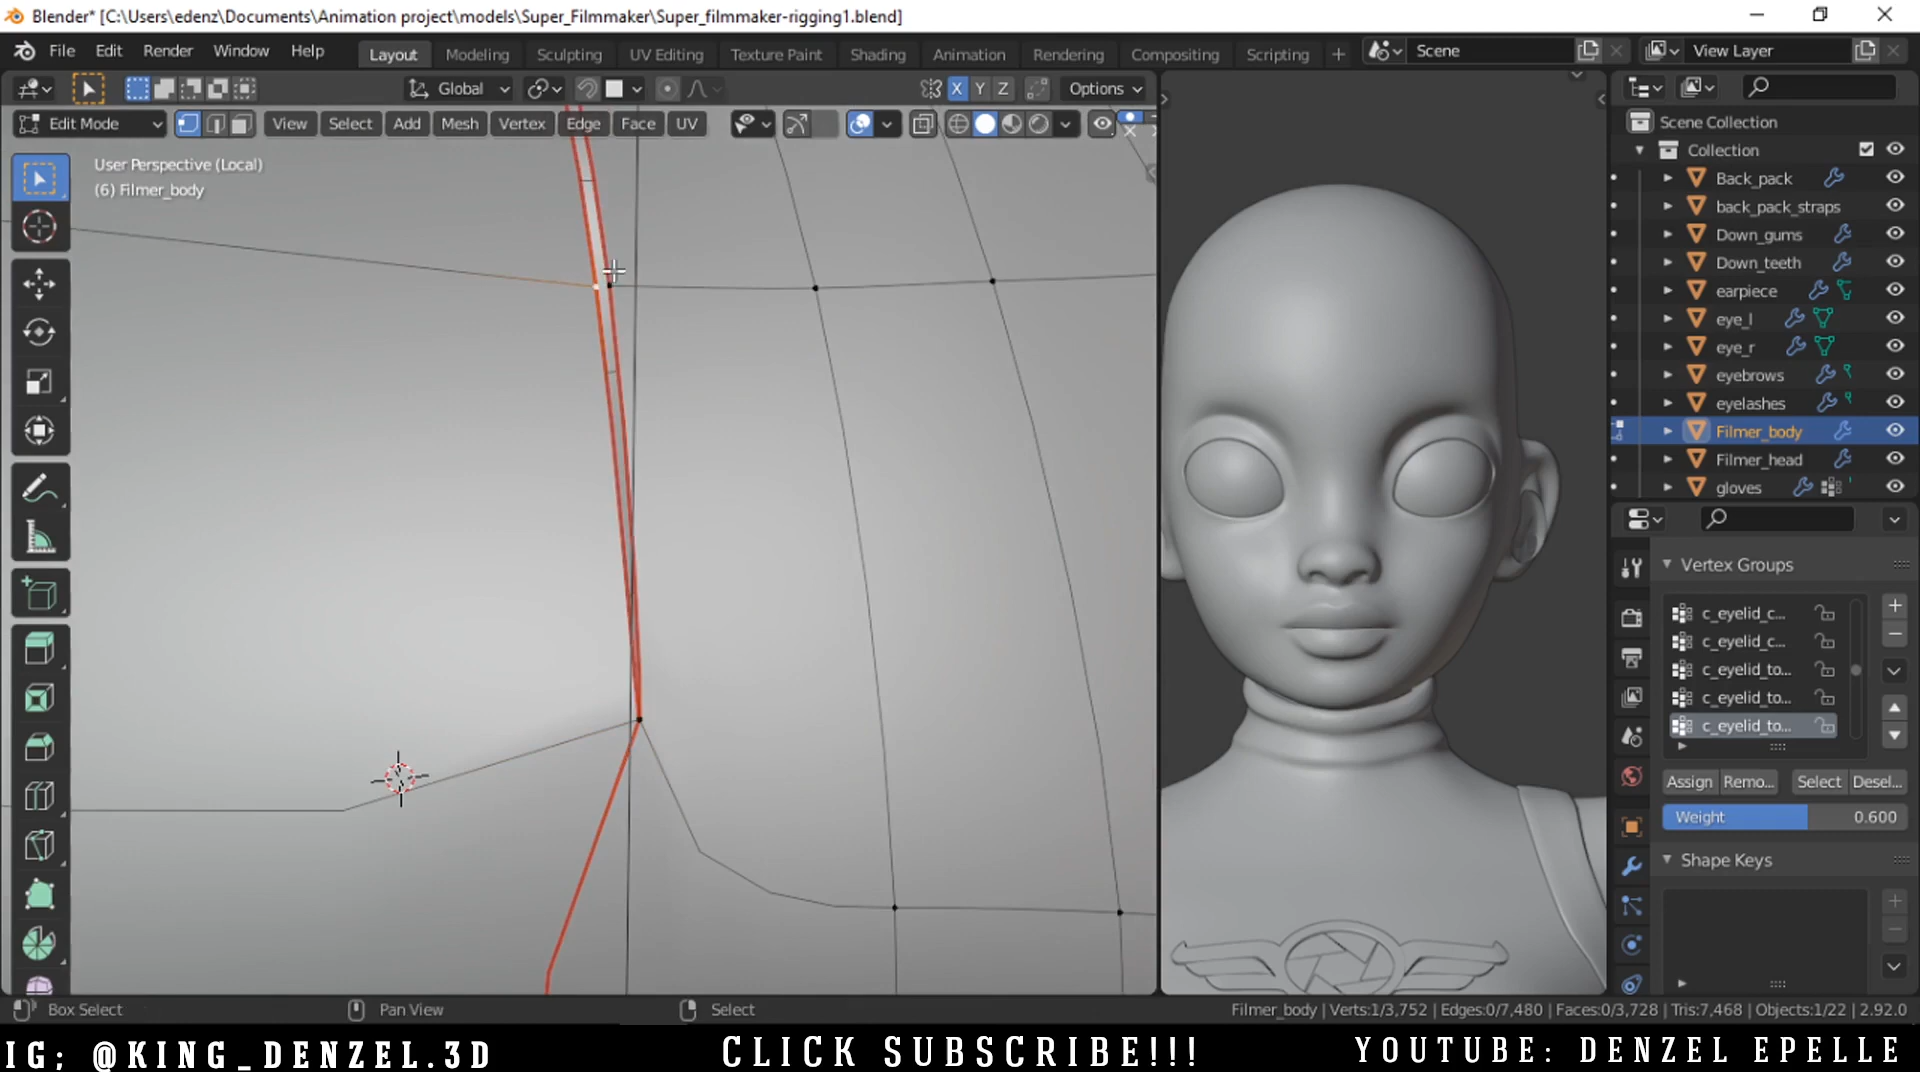 Blender* [C:\Users\edenz\Documents\Animation project\models\Super_Filmmaker\Super_filmmaker-rigging1.blend]
File Edit Render Window Help
Layout Modeling Sculpting UV Editing Texture Paint Shading Animation Rendering Compositing Scripting +
Scene
View Layer
Global
X Y Z
Options
Edit Mode
View Select Add Mesh Vertex Edge Face UV
User Perspective (Local)
(6) Filmer_body
Scene Collection
Collection
Back_pack
back_pack_straps
Down_gums
Down_teeth
earpiece
eye_l
eye_r
eyebrows
eyelashes
Filmer_body
Filmer_head
gloves
Vertex Groups
c_eyelid_c...
c_eyelid_c...
c_eyelid_to...
c_eyelid_to...
c_eyelid_to...
Assign Remo... Select Desel...
Weight 0.600
Shape Keys
Box Select
Pan View
Select
Filmer_body | Verts:1/3,752 | Edges:0/7,480 | Faces:0/3,728 | Tris:7,468 | Objects:1/22 | 2.92.0
IG; @KING_DENZEL.3D
CLICK SUBSCRIBE!!!
YOUTUBE: DENZEL EPELLE